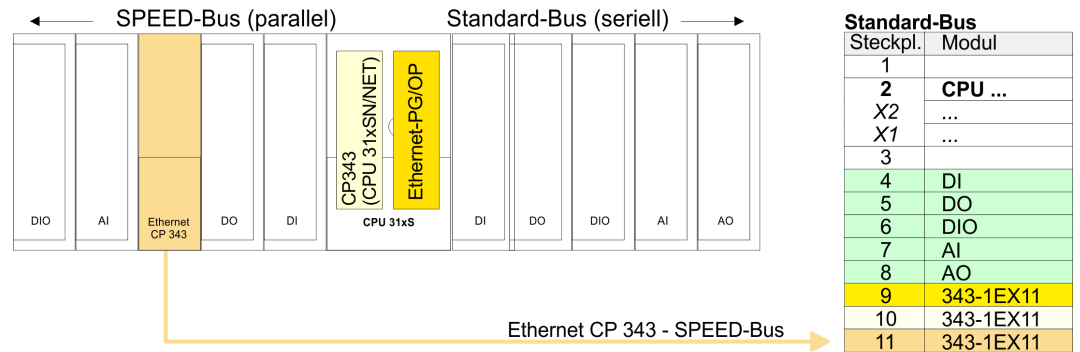 SPEED-Bus (parallel)
Standard-Bus (seriell)
DIO
AI
Ethernet
CP 343
DO
DI
CP343
(CPU 31xSN/NET)
Ethernet-PG/OP
CPU 31xS
DI
DO
DIO
AI
AO
Ethernet CP 343 - SPEED-Bus
Standard-Bus
Steckpl. Modul
1
2 CPU ...
X2 ...
X1 ...
3
4 DI
5 DO
6 DIO
7 AI
8 AO
9 343-1EX11
10 343-1EX11
11 343-1EX11